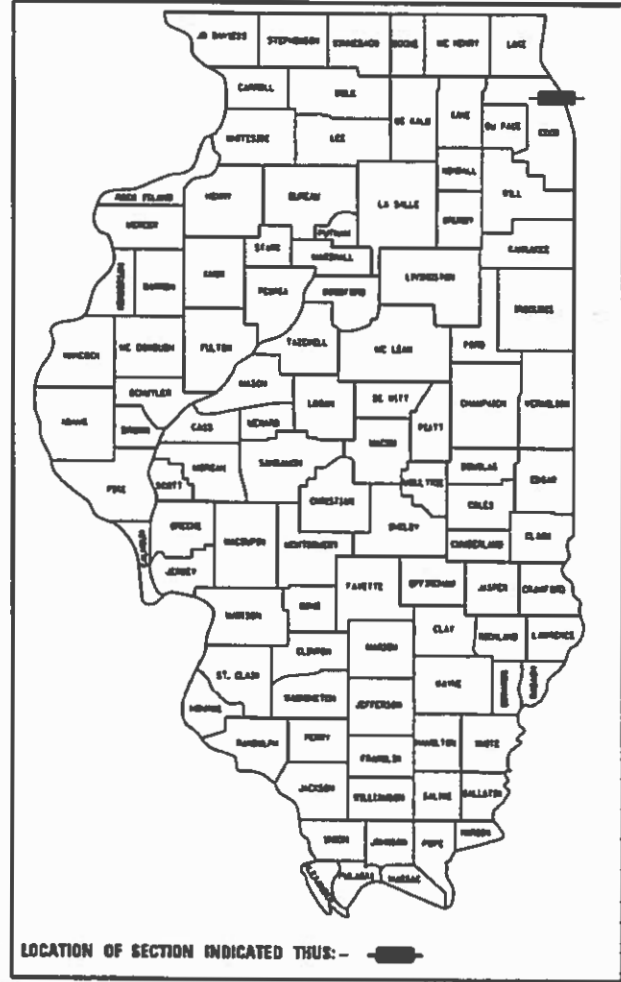 JO DAVIESS STEPHENSON WINNEBAGO BOONE MC HENRY LAKE
CARROLL OGLE
WHITESIDE LEE DE KALB KANE DU PAGE COOK
KENDALL WILL
ROCK ISLAND HENRY BUREAU LA SALLE GRUNDY
MERCER PUTNAM
STARK MARSHALL KANKAKEE
HENDERSON WARREN KNOX PEORIA WOODFORD LIVINGSTON IROQUOIS
HANCOCK MC DONOUGH FULTON TAZEWELL MC LEAN FORD
SCHUYLER MASON LOGAN DE WITT CHAMPAIGN VERMILION
ADAMS BROWN CASS MENARD MACON PIATT
PIKE SCOTT MORGAN SANGAMON CHRISTIAN MOULTRIE DOUGLAS EDGAR
COLES
GREENE MACOUPIN MONTGOMERY SHELBY CUMBERLAND CLARK
CALHOUN JERSEY FAYETTE EFFINGHAM JASPER CRAWFORD
MADISON BOND CLAY RICHLAND LAWRENCE
ST. CLAIR CLINTON MARION WAYNE EDWARDS WABASH
MONROE WASHINGTON JEFFERSON
RANDOLPH PERRY FRANKLIN HAMILTON WHITE
JACKSON WILLIAMSON SALINE GALLATIN
UNION JOHNSON POPE HARDIN
ALEXANDER PULASKI MASSAC
LOCATION OF SECTION INDICATED THUS:-